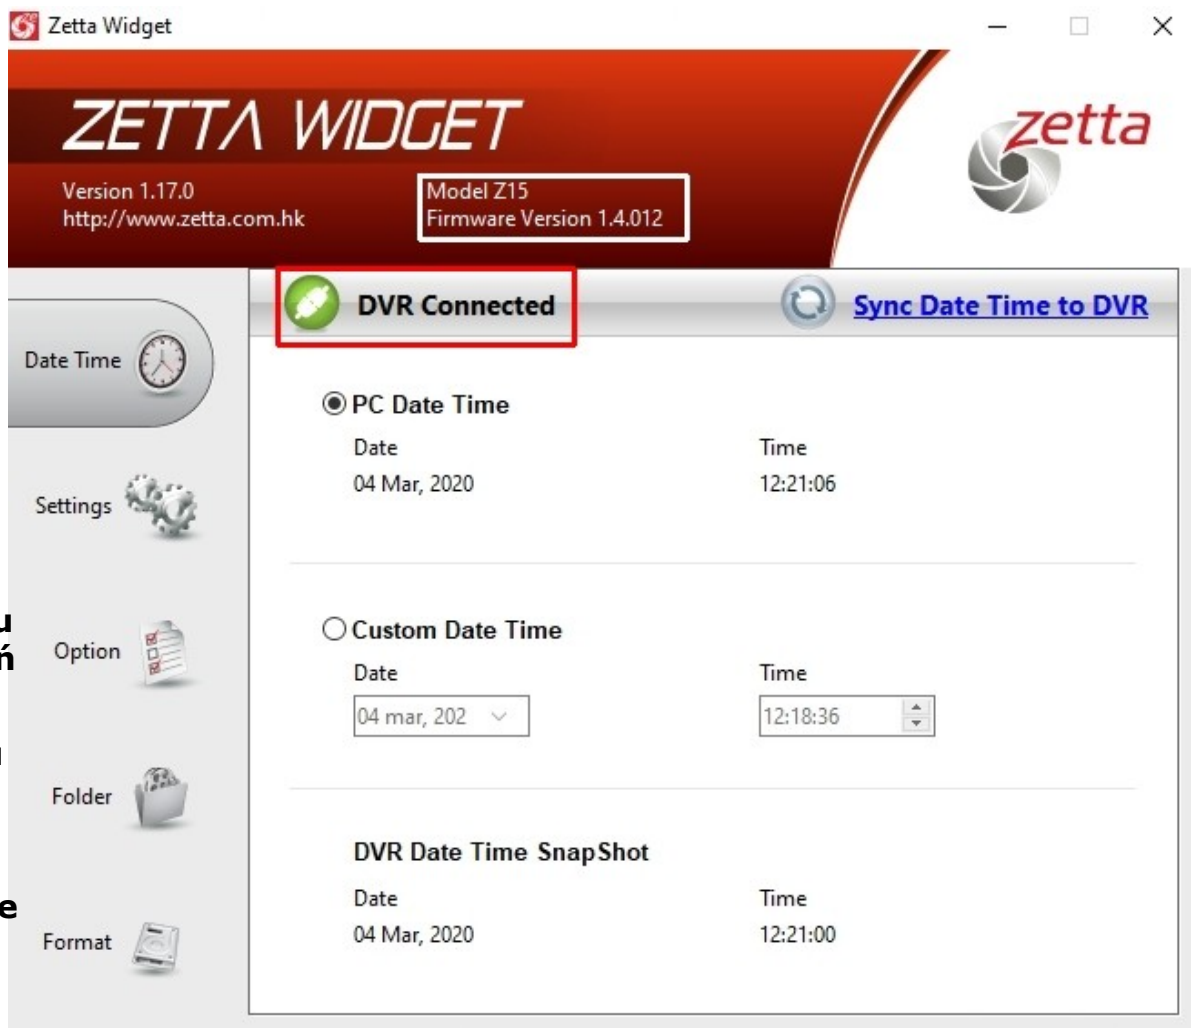 Zetta Widget
ZETTA WIDGET
zetta
Version 1.17.0
http://www.zetta.com.hk
Model Z15
Firmware Version 1.4.012
DVR Connected
Sync Date Time to DVR
Date Time
Settings
Option
Folder
Format
PC Date Time
Date Time
04 Mar, 2020 12:21:06
Custom Date Time
Date Time
04 mar, 202 12:18:36
DVR Date Time SnapShot
Date Time
04 Mar, 2020 12:21:00
u
ń
e